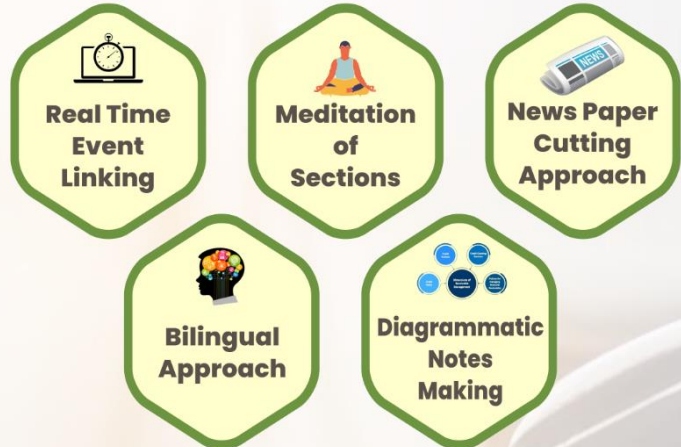 Real Time
Event
Linking
Meditation
of
Sections
NEWS
News Paper
Cutting
Approach
Bilingual
Approach
Diagrammatic
Notes
Making